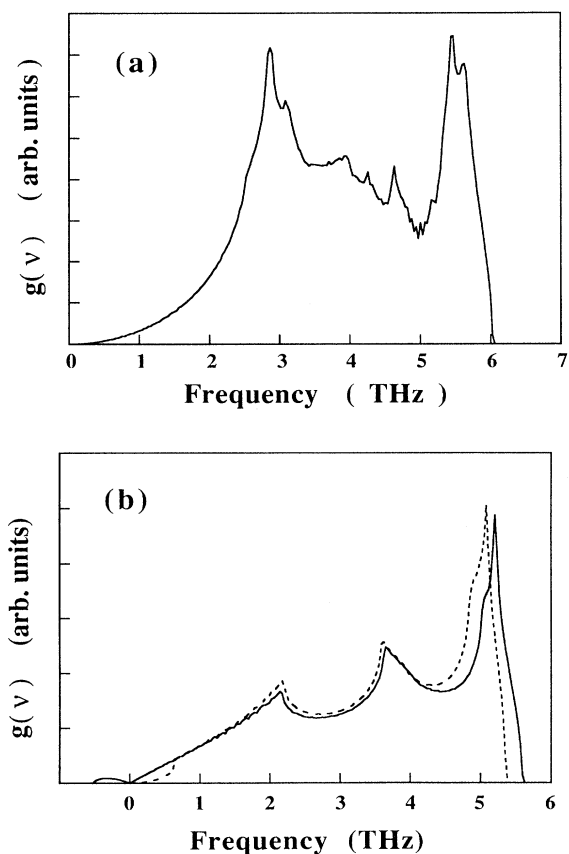 (a)
g(ν) (arb. units)
0 1 2 3 4 5 6 7
Frequency ( THz )
(b)
g(ν) (arb. units)
0 1 2 3 4 5 6
Frequency (THz)